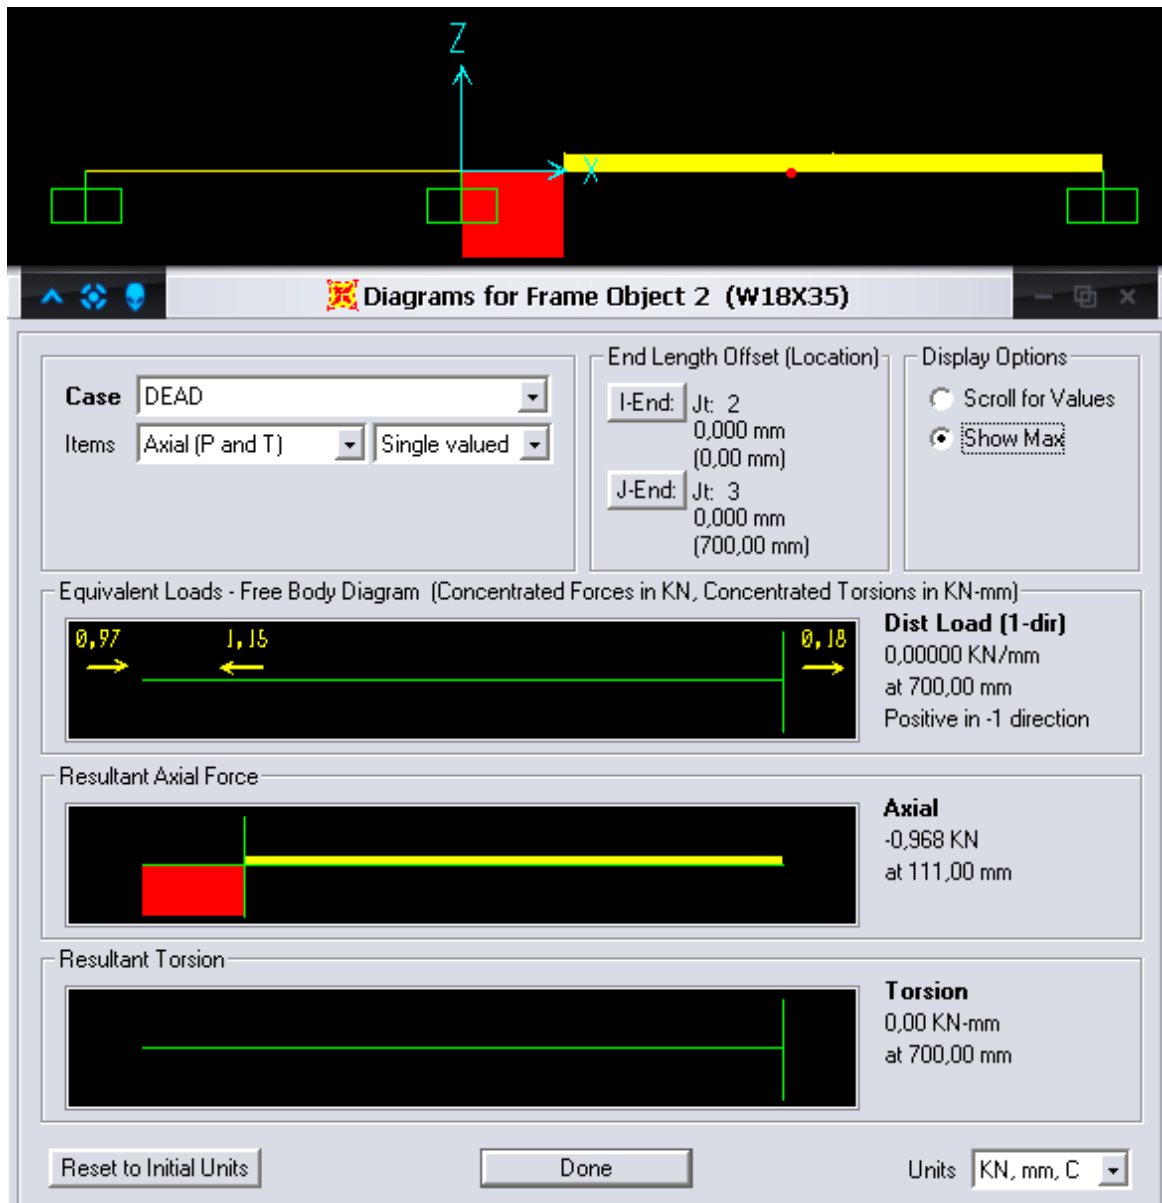 Z
X
Diagrams for Frame Object 2 (W18X35)
Case DEAD
Items Axial (P and T) Single valued
End Length Offset (Location)
I-End: Jt: 2
0,000 mm
(0,00 mm)
J-End: Jt: 3
0,000 mm
(700,00 mm)
Display Options
Scroll for Values
Show Max
Equivalent Loads - Free Body Diagram (Concentrated Forces in KN, Concentrated Torsions in KN-mm)
0,97 1,15 0,18
Dist Load (1-dir)
0,00000 KN/mm
at 700,00 mm
Positive in -1 direction
Resultant Axial Force
Axial
-0,968 KN
at 111,00 mm
Resultant Torsion
Torsion
0,00 KN-mm
at 700,00 mm
Reset to Initial Units Done Units KN, mm, C